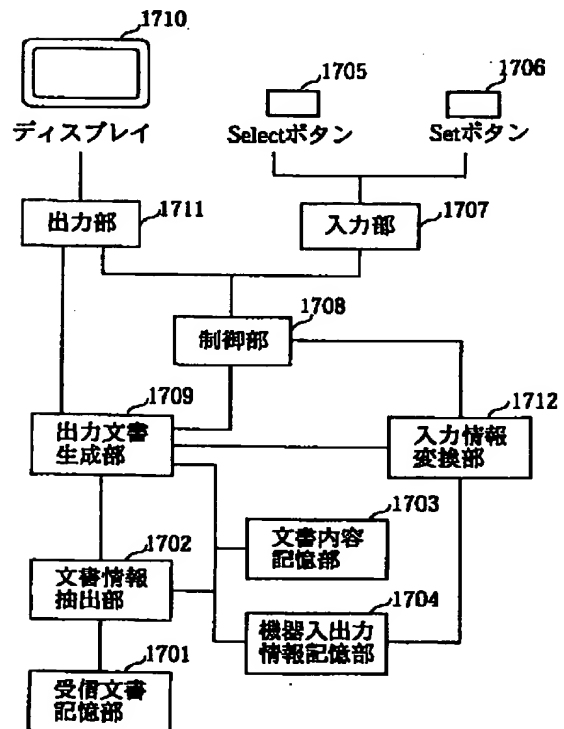 1710
ディスプレイ
1705
Selectボタン
1706
Setボタン
出力部
1711
入力部
1707
制御部
1708
1709
出力文書
生成部
1712
入力情報
変換部
1703
文書内容
記憶部
1702
文書情報
抽出部
1704
機器入出力
情報記憶部
1701
受信文書
記憶部